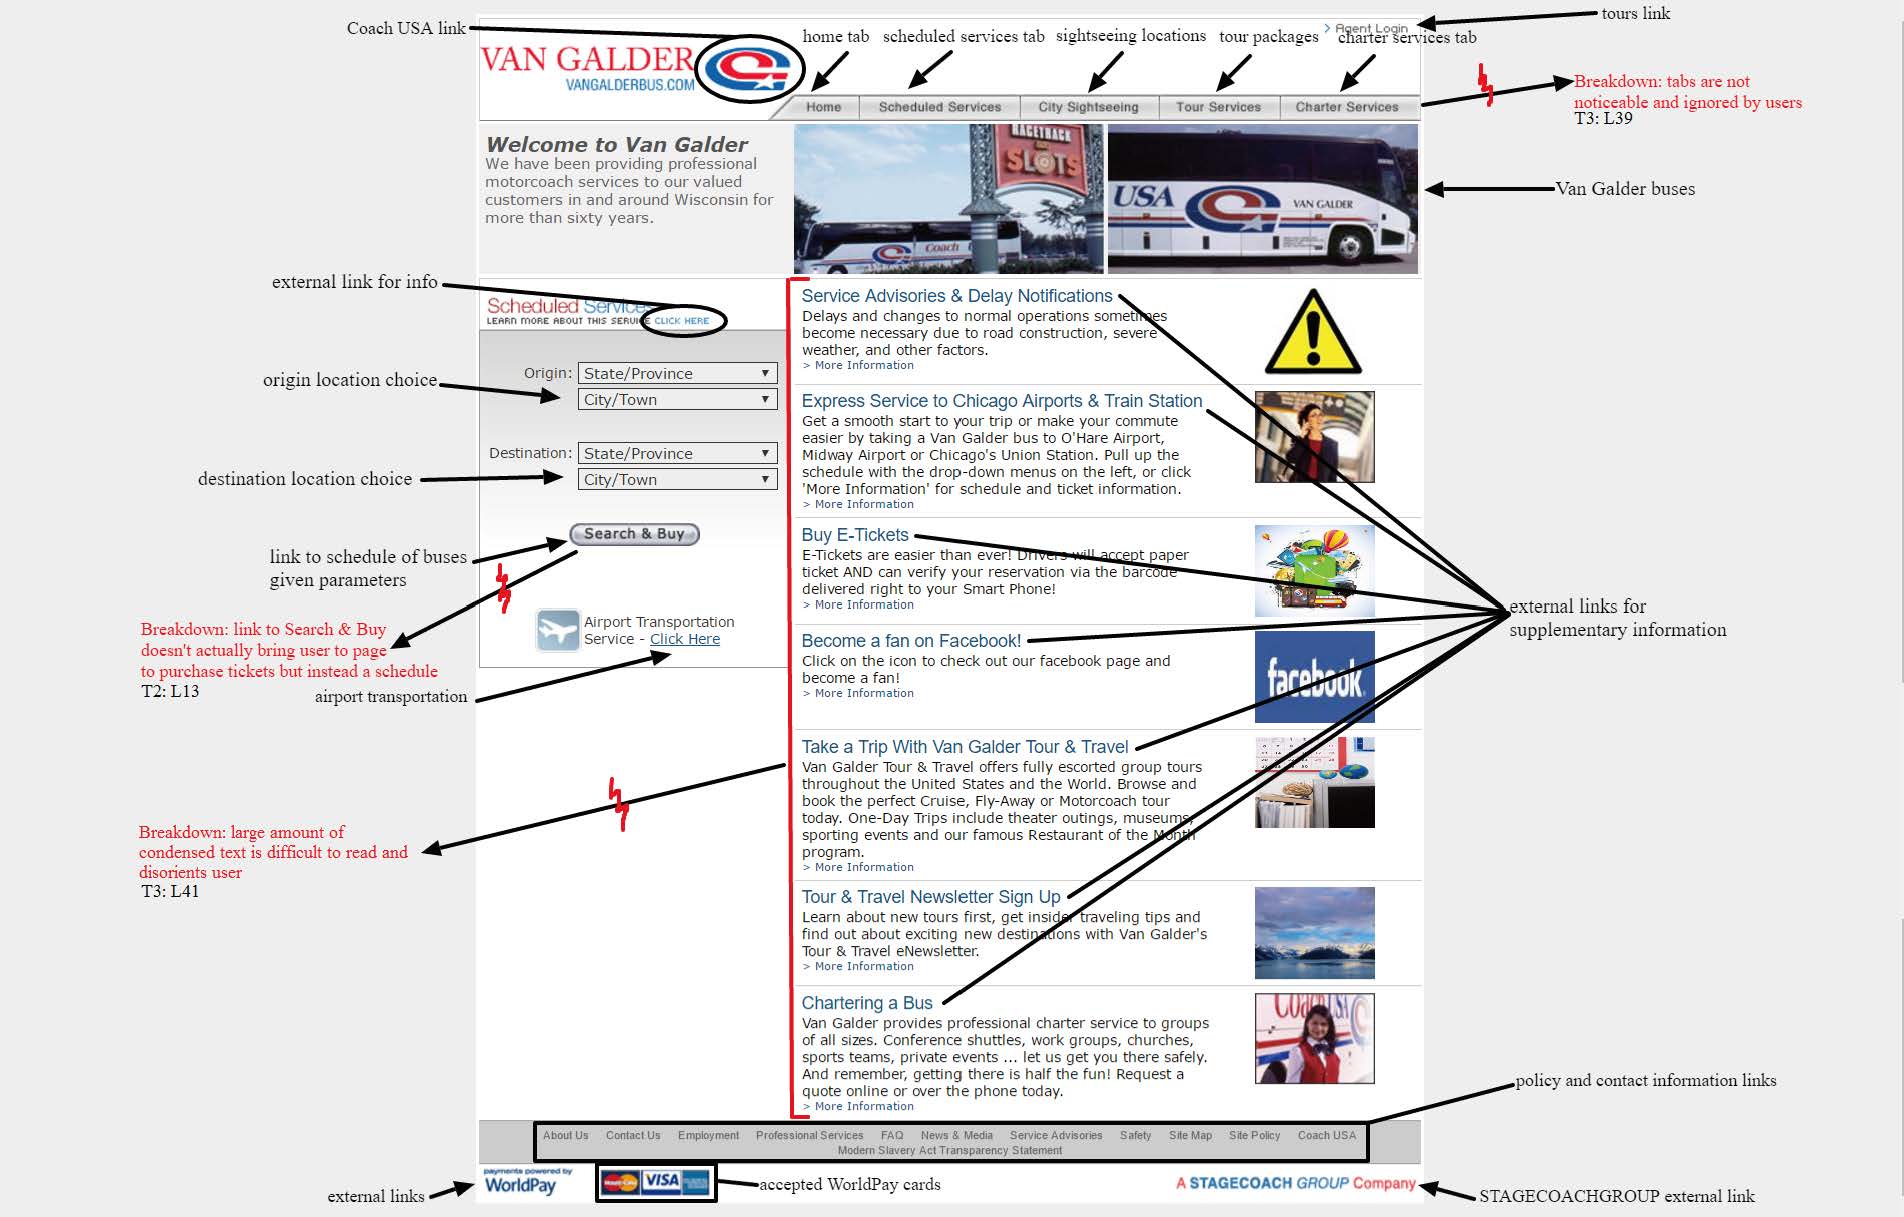 Coach USA link
home tab
scheduled services tab
sightseeing locations
tour packages
charter services tab
> Agent Login
tours link
VAN GALDER
VANGALDERBUS.COM
Home
Scheduled Services
City Sightseeing
Tour Services
Charter Services
Breakdown: tabs are not
noticeable and ignored by users
T3: L39
Welcome to Van Galder
We have been providing professional
motorcoach services to our valued
customers in and around Wisconsin for
more than sixty years.
RACETRACK
SLOTS
Coach
USA
VAN GALDER
Van Galder buses
external link for info
Scheduled Services
LEARN MORE ABOUT THIS SERVICE CLICK HERE
origin location choice
Origin:
State/Province
City/Town
destination location choice
Destination:
State/Province
City/Town
link to schedule of buses
given parameters
Search & Buy
Breakdown: link to Search & Buy
doesn't actually bring user to page
to purchase tickets but instead a schedule
T2: L13
Airport Transportation
Service - Click Here
airport transportation
Breakdown: large amount of
condensed text is difficult to read and
disorients user
T3: L41
Service Advisories & Delay Notifications
Delays and changes to normal operations sometimes
become necessary due to road construction, severe
weather, and other factors.
> More Information
Express Service to Chicago Airports & Train Station
Get a smooth start to your trip or make your commute
easier by taking a Van Galder bus to O'Hare Airport,
Midway Airport or Chicago's Union Station. Pull up the
schedule with the drop-down menus on the left, or click
'More Information' for schedule and ticket information.
> More Information
Buy E-Tickets
E-Tickets are easier than ever! Drivers will accept paper
ticket AND can verify your reservation via the barcode
delivered right to your Smart Phone!
> More Information
Become a fan on Facebook!
Click on the icon to check out our facebook page and
become a fan!
> More Information
facebook
Take a Trip With Van Galder Tour & Travel
Van Galder Tour & Travel offers fully escorted group tours
throughout the United States and the World. Browse and
book the perfect Cruise, Fly-Away or Motorcoach tour
today. One-Day Trips include theater outings, museums,
sporting events and our famous Restaurant of the Month
program.
> More Information
Tour & Travel Newsletter Sign Up
Learn about new tours first, get insider traveling tips and
find out about exciting new destinations with Van Galder's
Tour & Travel eNewsletter.
> More Information
Chartering a Bus
Van Galder provides professional charter service to groups
of all sizes. Conference shuttles, work groups, churches,
sports teams, private events ... let us get you there safely.
And remember, getting there is half the fun! Request a
quote online or over the phone today.
> More Information
Coach USA
external links for
supplementary information
policy and contact information links
About Us
Contact Us
Employment
Professional Services
FAQ
News & Media
Service Advisories
Safety
Site Map
Site Policy
Coach USA
Modern Slavery Act Transparency Statement
external links
payments powered by
WorldPay
MasterCard
VISA
accepted WorldPay cards
A STAGECOACH GROUP Company
STAGECOACHGROUP external link